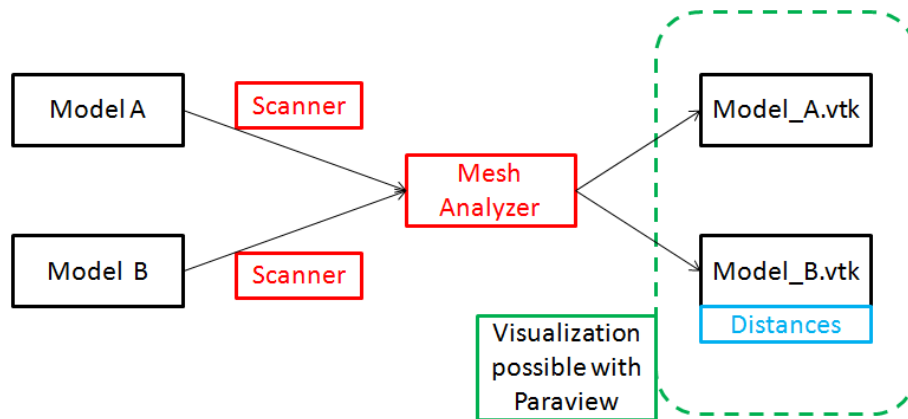 Model A
Scanner
Model_A.vtk
Mesh
Analyzer
Model B
Scanner
Model_B.vtk
Distances
Visualization
possible with
Paraview